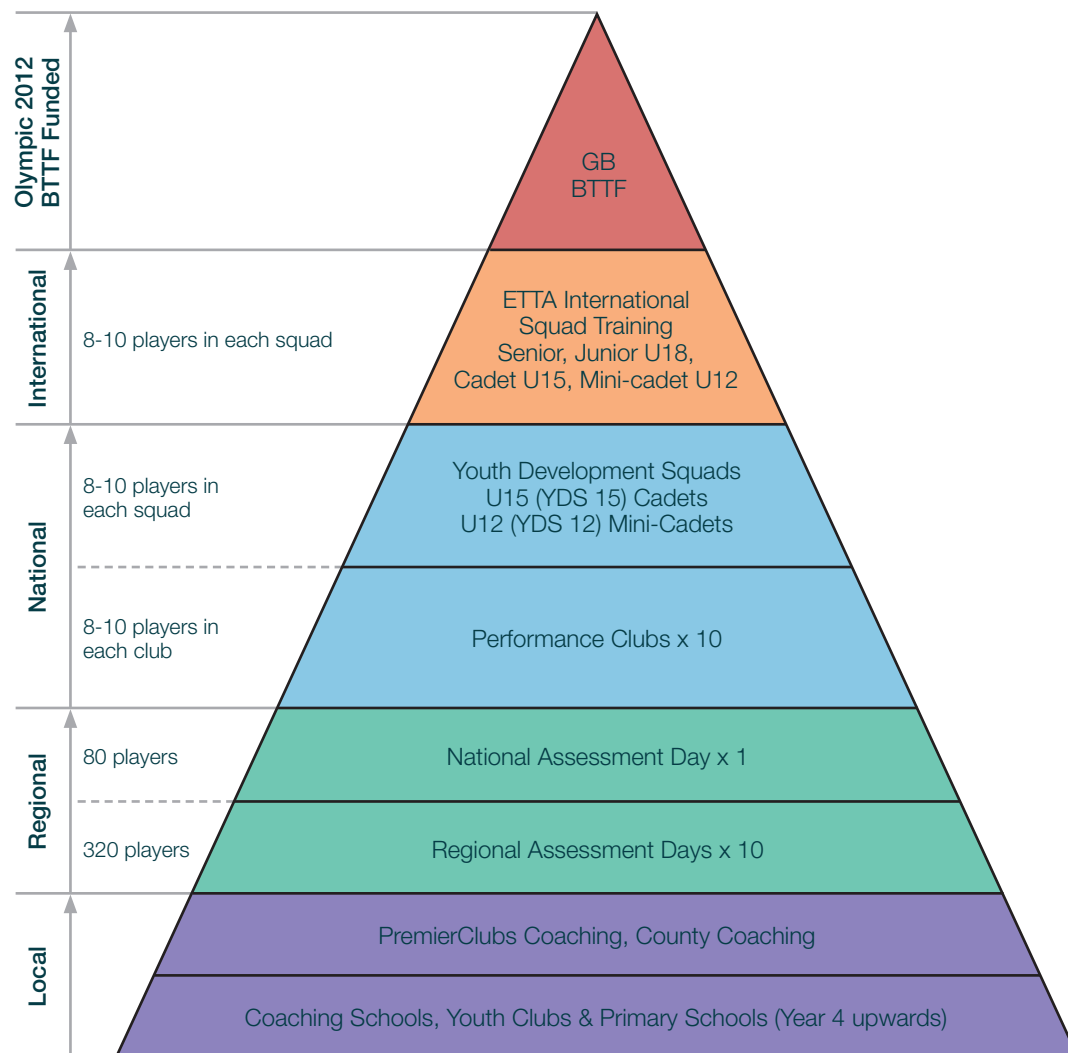 Olympic 2012
BTTF Funded
GB
BTTF
International
8-10 players in each squad
ETTA International
Squad Training
Senior, Junior U18,
Cadet U15, Mini-cadet U12
National
8-10 players in
each squad
Youth Development Squads
U15 (YDS 15) Cadets
U12 (YDS 12) Mini-Cadets
8-10 players in
each club
Performance Clubs x 10
Regional
80 players
National Assessment Day x 1
320 players
Regional Assessment Days x 10
Local
PremierClubs Coaching, County Coaching
Coaching Schools, Youth Clubs & Primary Schools (Year 4 upwards)